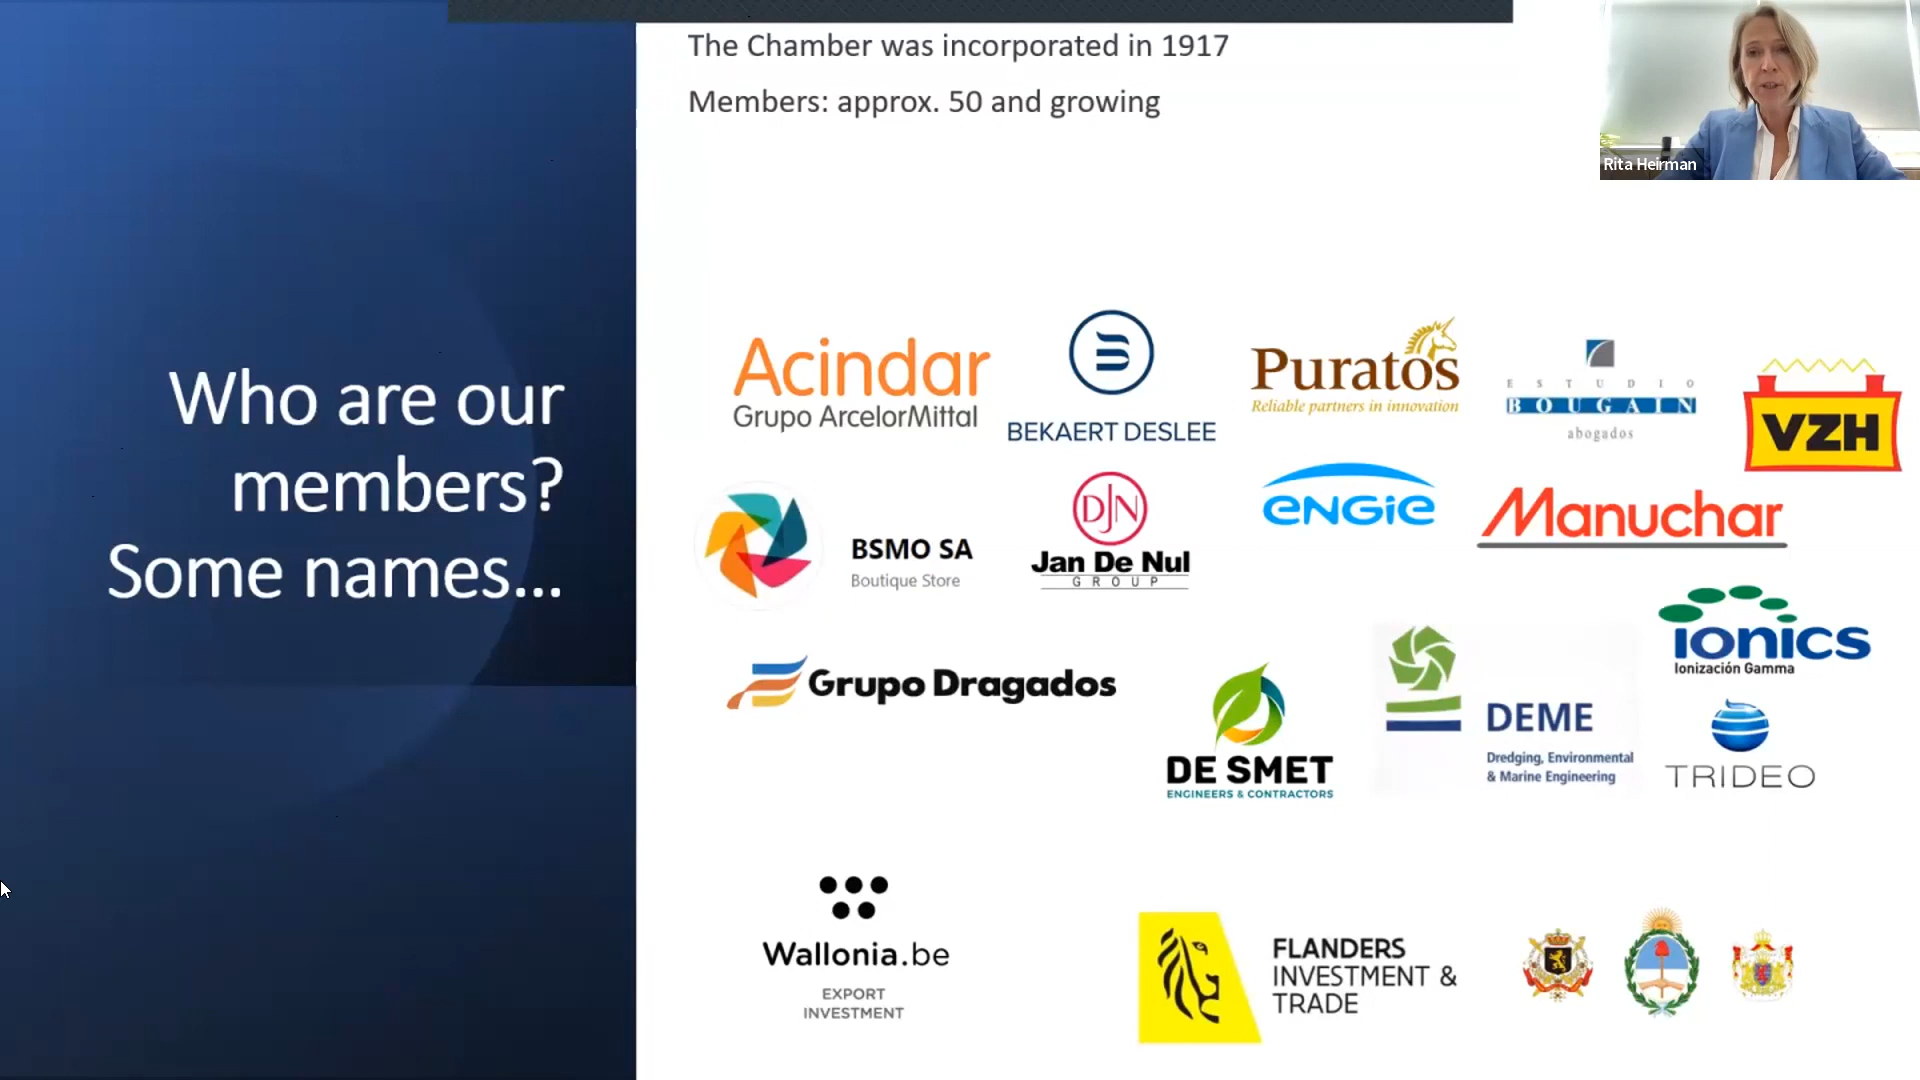 The Chamber was incorporated in 1917
Members: approx. 50 and growing
Rita Heirman
Who are our
members?
Some names...
Acindar
Grupo ArcelorMittal
BEKAERT DESLEE
Puratos
Reliable partners in innovation
ESTUDIO
BOUGAIN
abogados
VZH
BSMO SA
Boutique Store
DJN
Jan De Nul
GROUP
ENGIE
Manuchar
Grupo Dragados
DE SMET
ENGINEERS & CONTRACTORS
DEME
Dredging, Environmental
& Marine Engineering
IONICS
Ionización Gamma
TRIDEO
Wallonia.be
EXPORT
INVESTMENT
FLANDERS
INVESTMENT &
TRADE